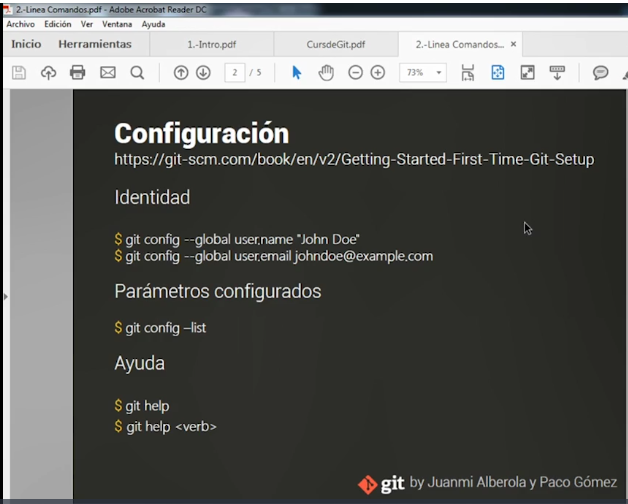 2.-Linea Comandos.pdf - Adobe Acrobat Reader DC
Archivo Edición Ver Ventana Ayuda
Inicio Herramientas 1.-Intro.pdf CursdeGit.pdf 2.-Linea Comandos... ×
2 / 5 73%
Configuración
https://git-scm.com/book/en/v2/Getting-Started-First-Time-Git-Setup
Identidad
$ git config --global user.name "John Doe"
$ git config --global user.email johndoe@example.com
Parámetros configurados
$ git config –list
Ayuda
$ git help
$ git help <verb>
git by Juanmi Alberola y Paco Gómez